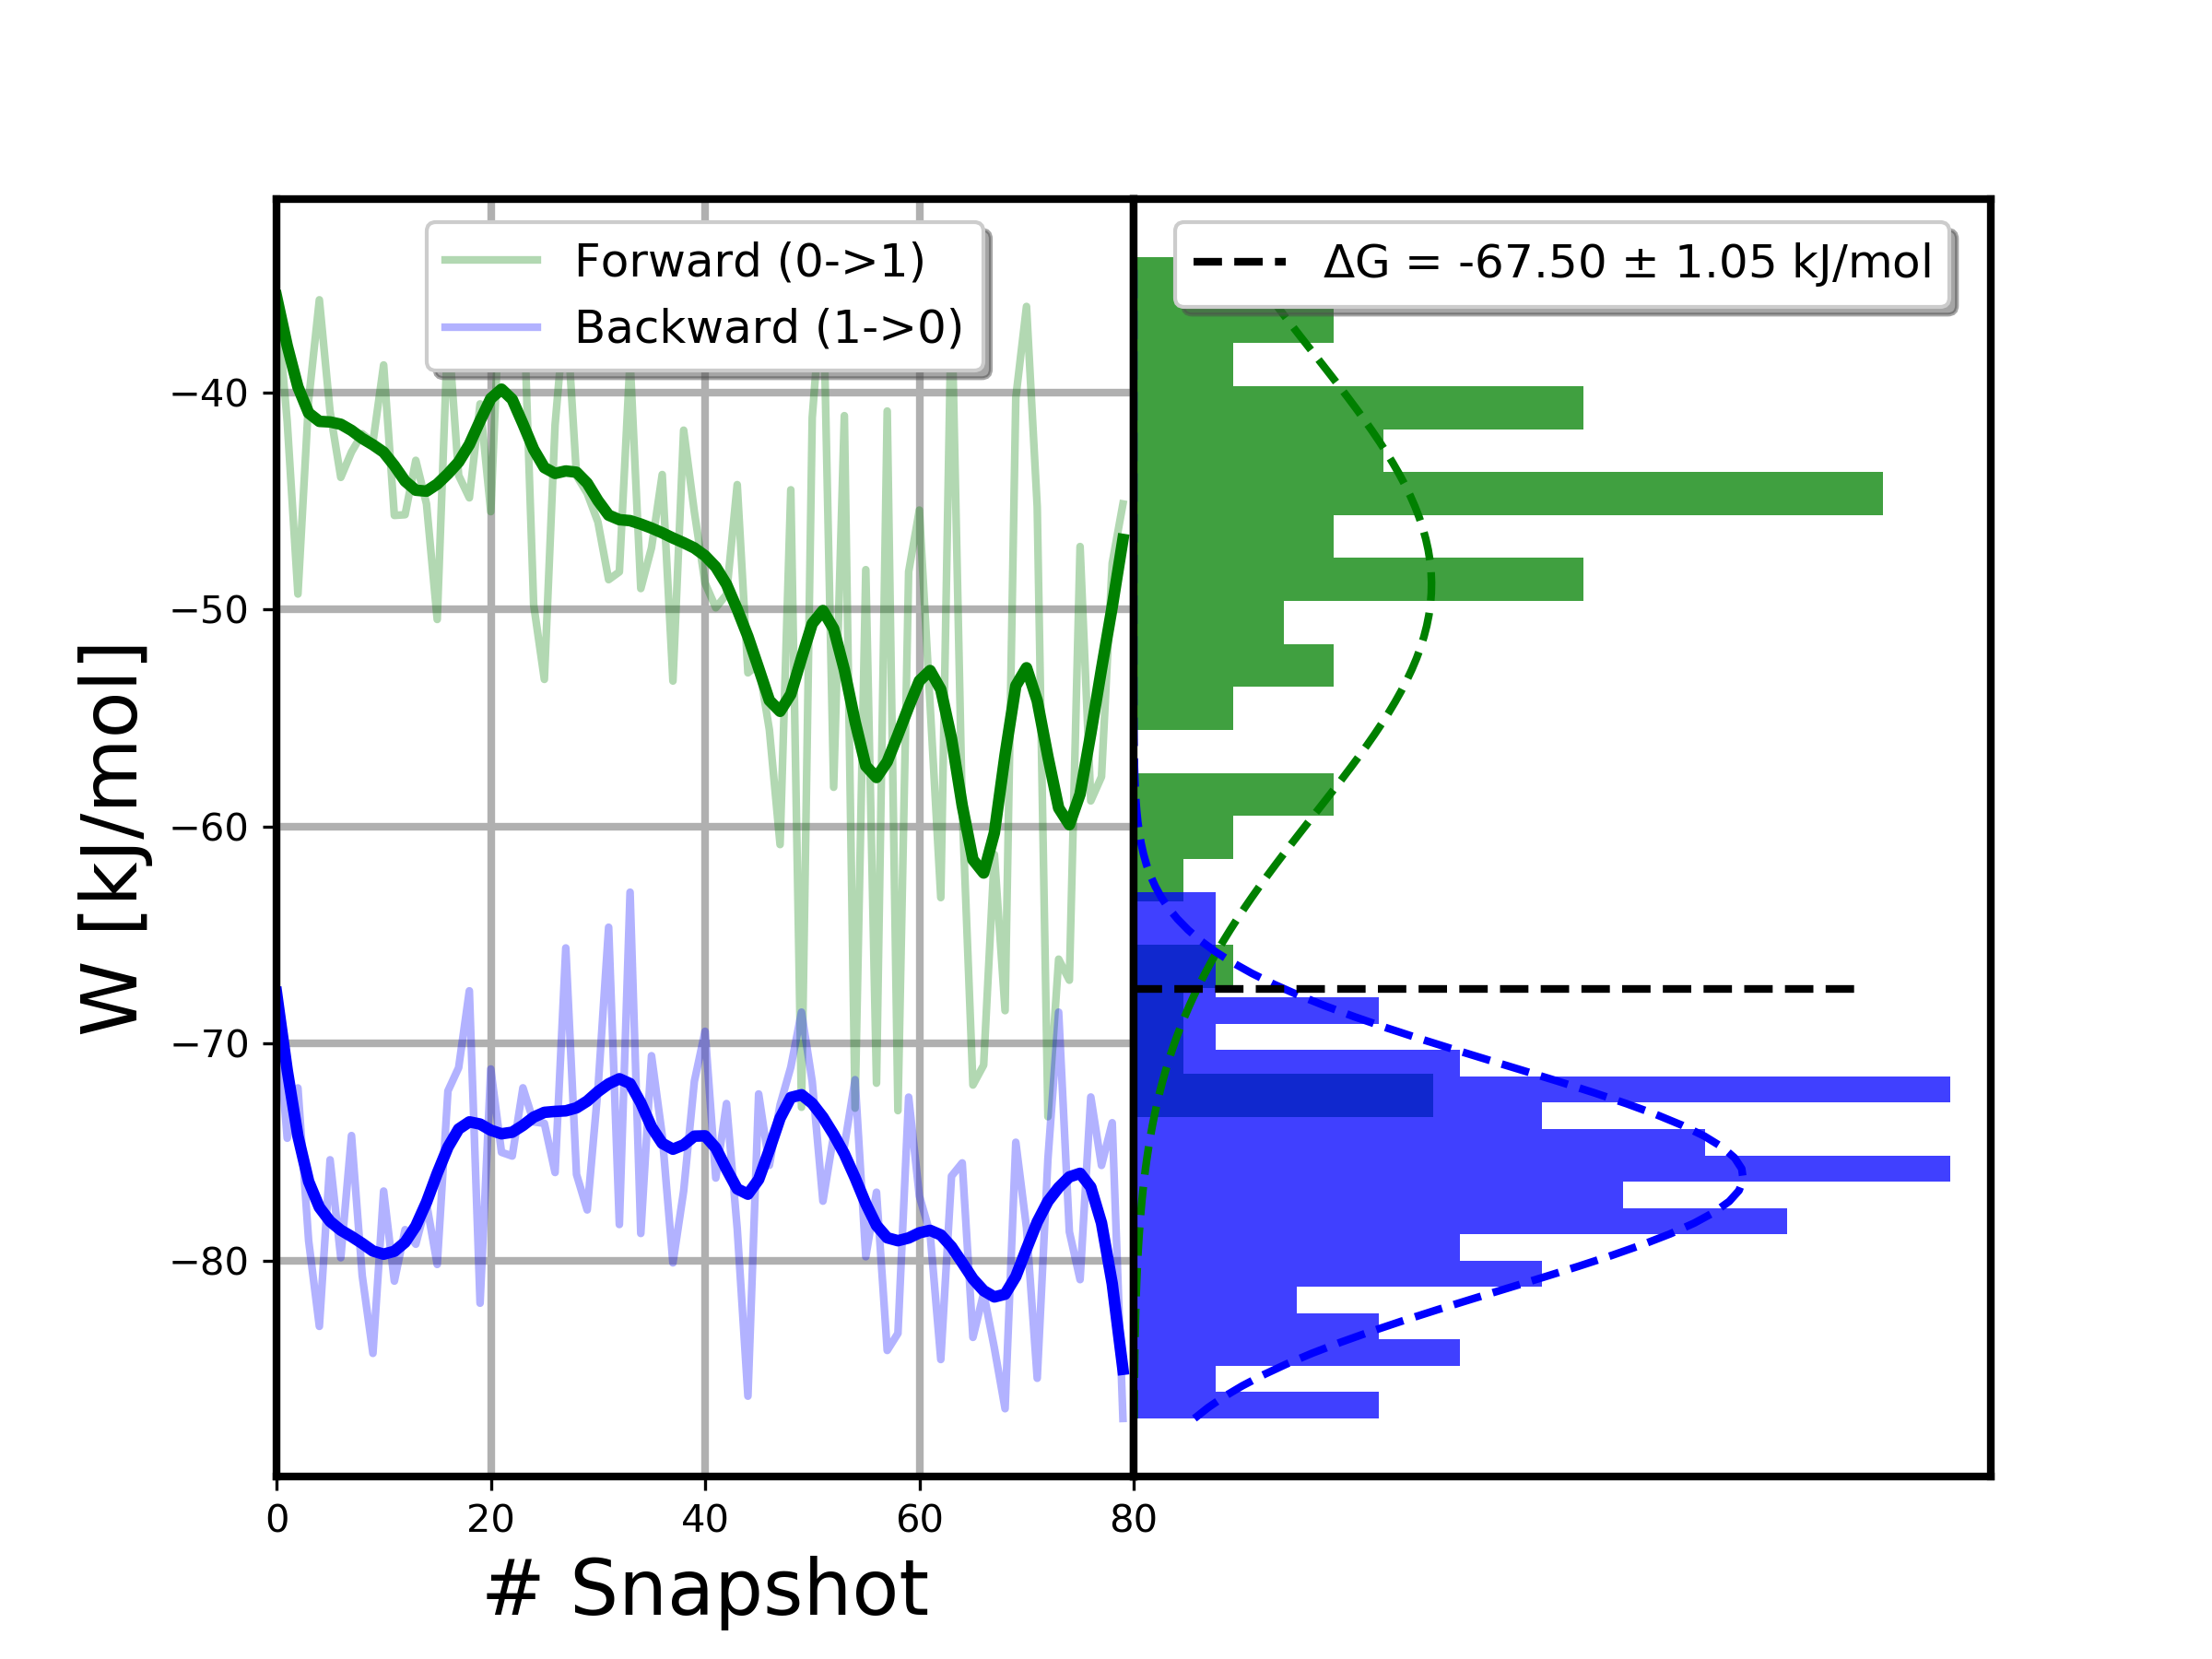 Forward (0->1)
Backward (1->0)
ΔG = -67.50 ± 1.05 kJ/mol
W [kJ/mol]
−40
−50
−60
−70
−80
0 20 40 60 80
# Snapshot